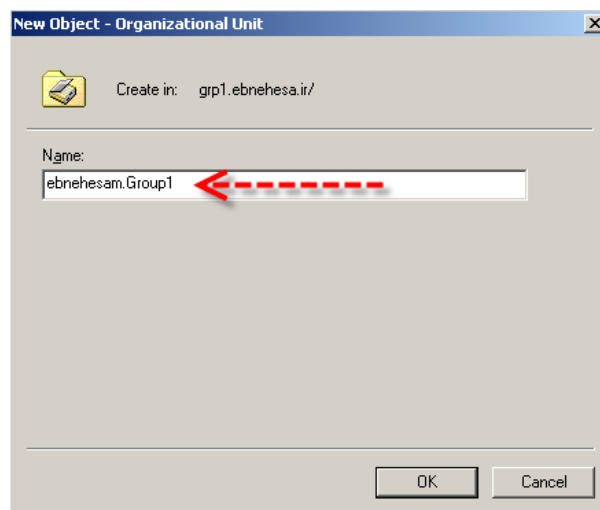 New Object - Organizational Unit
Create in: grp1.ebnehesa.ir/
Name:
ebnehesam.Group1
OK Cancel